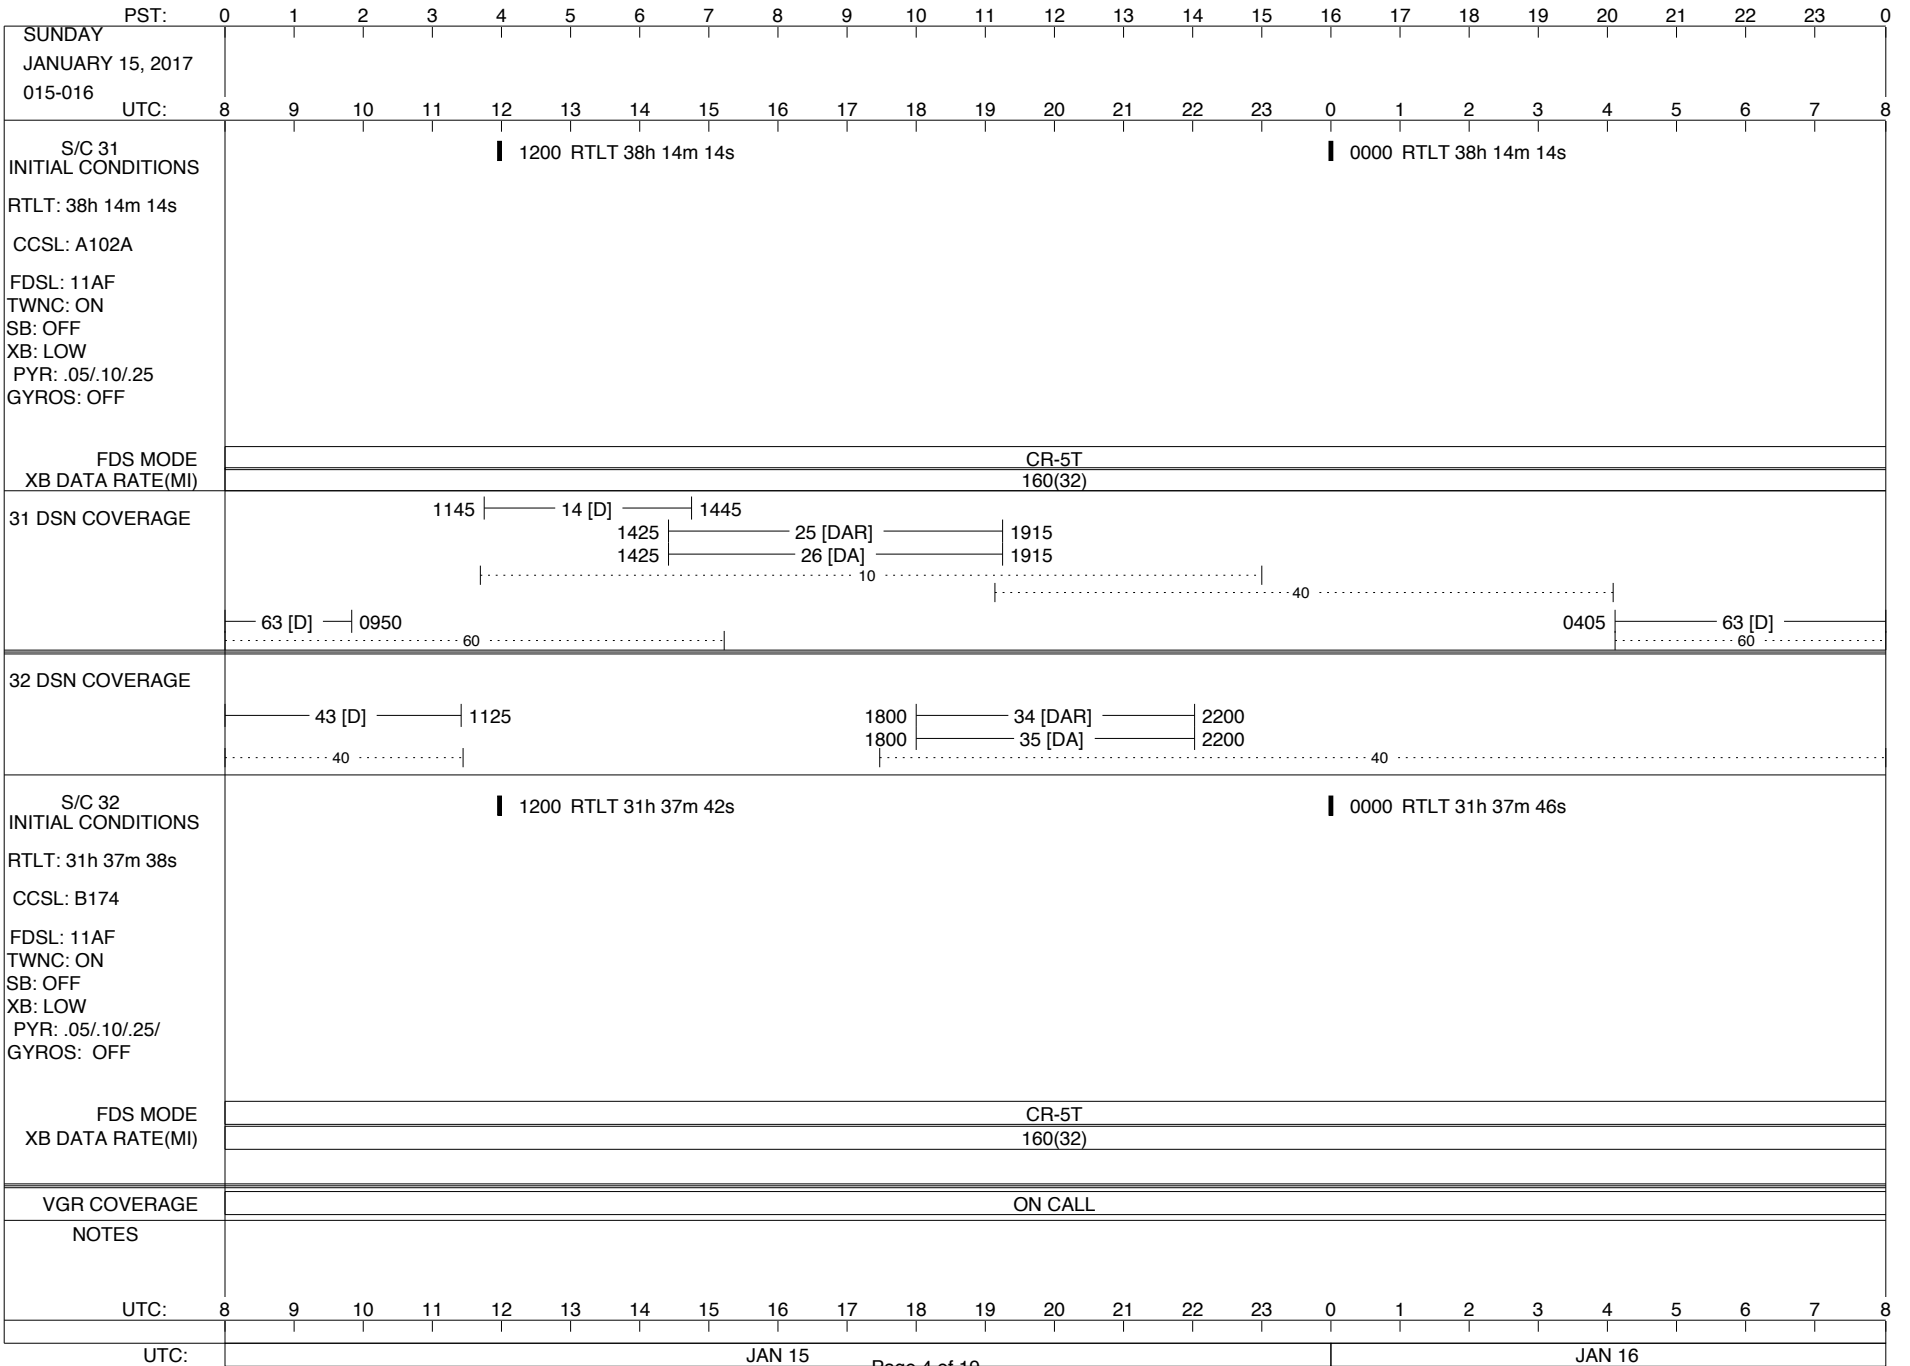 PST: 0 1 2 3 4 5 6 7 8 9 10 11 12 13 14 15 16 17 18 19 20 21 22 23 0
SUNDAY
JANUARY 15, 2017
015-016
UTC: 8 9 10 11 12 13 14 15 16 17 18 19 20 21 22 23 0 1 2 3 4 5 6 7 8
S/C 31
INITIAL CONDITIONS
1200 RTLT 38h 14m 14s
0000 RTLT 38h 14m 14s
RTLT: 38h 14m 14s
CCSL: A102A
FDSL: 11AF
TWNC: ON
SB: OFF
XB: LOW
PYR: .05/.10/.25
GYROS: OFF
FDS MODE CR-5T
XB DATA RATE(MI) 160(32)
31 DSN COVERAGE
1145 14 [D] 1445
1425 25 [DAR] 1915
1425 26 [DA] 1915
10
40
63 [D] 0950
0405 63 [D]
60
60
32 DSN COVERAGE
43 [D] 1125
1800 34 [DAR] 2200
1800 35 [DA] 2200
40
40
S/C 32
INITIAL CONDITIONS
1200 RTLT 31h 37m 42s
0000 RTLT 31h 37m 46s
RTLT: 31h 37m 38s
CCSL: B174
FDSL: 11AF
TWNC: ON
SB: OFF
XB: LOW
PYR: .05/.10/.25/
GYROS: OFF
FDS MODE CR-5T
XB DATA RATE(MI) 160(32)
VGR COVERAGE ON CALL
NOTES
UTC: 8 9 10 11 12 13 14 15 16 17 18 19 20 21 22 23 0 1 2 3 4 5 6 7 8
UTC: JAN 15 JAN 16
Page 4 of 10